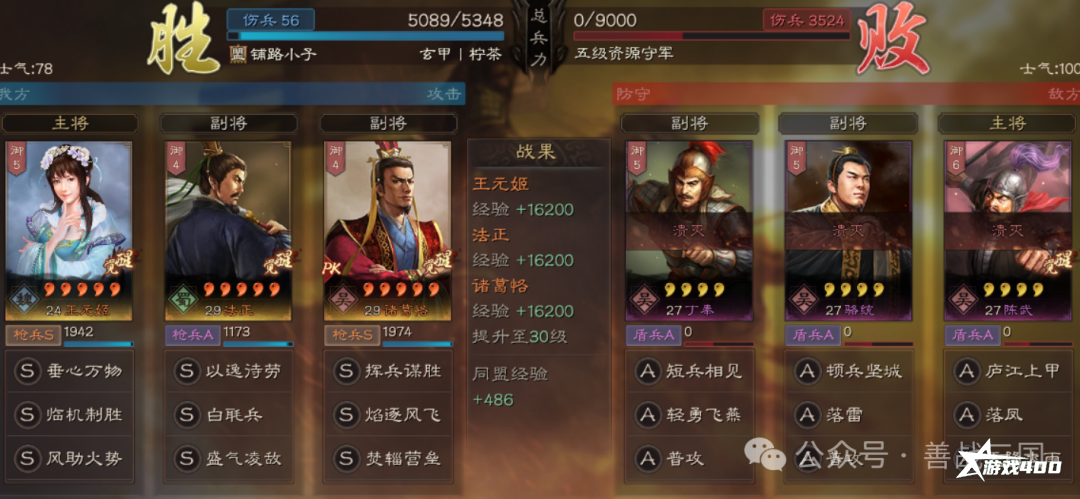 胜
伤兵 56
5089/5348
总兵力
0/9000
伤兵 3524
败
铺路小子
玄甲 | 柠茶
五级资源守军
士气:78
士气:100
我方
攻击
防守
敌方
主将
副将
副将
战果
副将
副将
主将
御5
御4
御4
御5
御5
御6
觉醒
觉醒
PK
觉醒
溃灭
溃灭
溃灭
觉醒
魏
24 王元姬
蜀
29 法正
吴
29 诸葛恪
吴
27 丁奉
吴
27 骆统
吴
27 陈武
枪兵S
1942
枪兵A
1173
枪兵S
1974
盾兵A
0
盾兵A
0
盾兵A
0
王元姬
经验 +16200
法正
经验 +16200
诸葛恪
经验 +16200
提升至30级
同盟经验
+486
S 垂心万物
S 以逸待劳
S 挥兵谋胜
A 短兵相见
A 顿兵坚城
A 庐江上甲
S 临机制胜
S 白眊兵
S 焰逐风飞
A 轻勇飞燕
A 落雷
A 落凤
S 风助火势
S 盛气凌敌
S 焚辎营垒
A 普攻
公众号 · 善战三国
游戏400